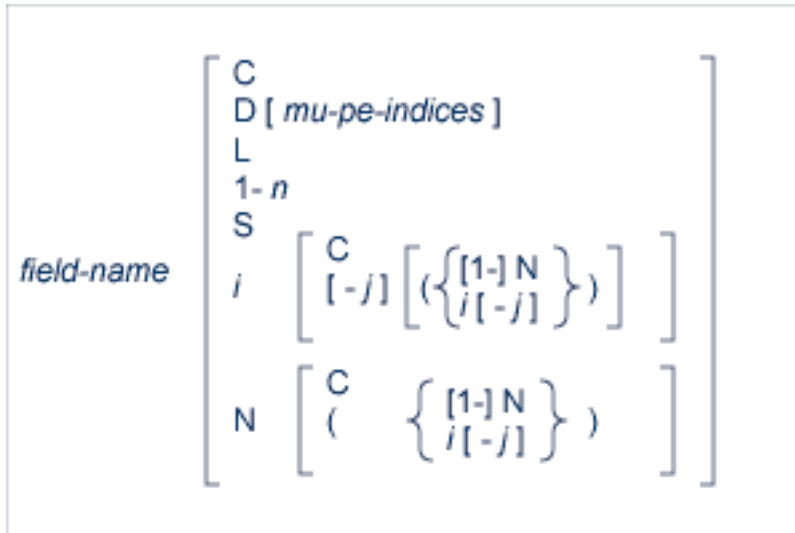 C
D [ mu-pe-indices ]
L
1- n
S
field-name i [ C [ - j ] [ ( { [1-] N
i [ - j ] } ) ] ]
N [ C
( { [1-] N
i [ - j ] } ) ]